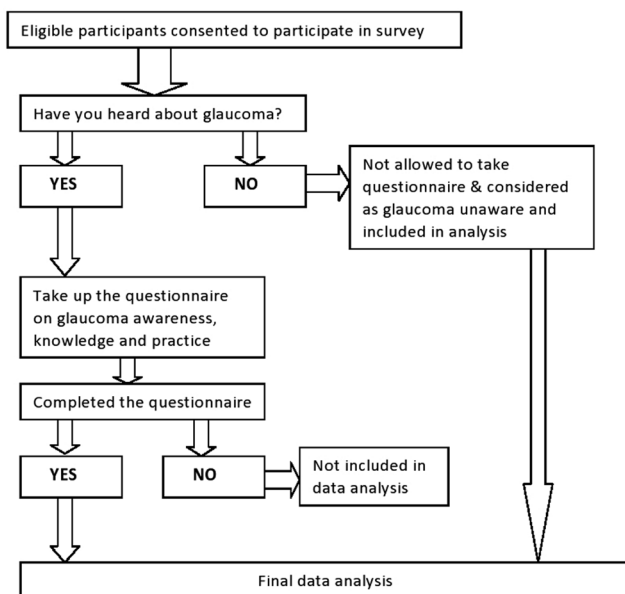 Eligible participants consented to participate in survey
Have you heard about glaucoma?
YES
NO
Not allowed to take
questionnaire & considered
as glaucoma unaware and
included in analysis
Take up the questionnaire
on glaucoma awareness,
knowledge and practice
Completed the questionnaire
YES
NO
Not included in
data analysis
Final data analysis